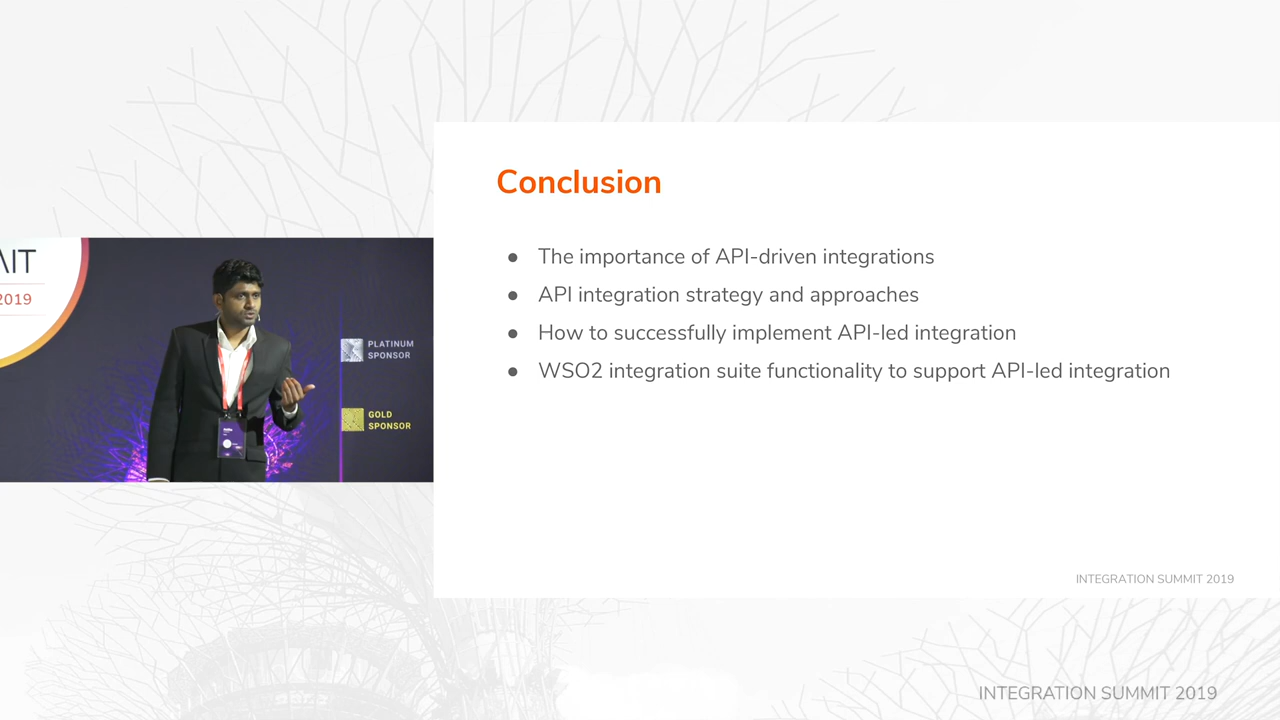 Conclusion
● The importance of API-driven integrations
● API integration strategy and approaches
● How to successfully implement API-led integration
● WSO2 integration suite functionality to support API-led integration
INTEGRATION SUMMIT 2019
2019
PLATINUM
SPONSOR
GOLD
SPONSOR
INTEGRATION SUMMIT 2019